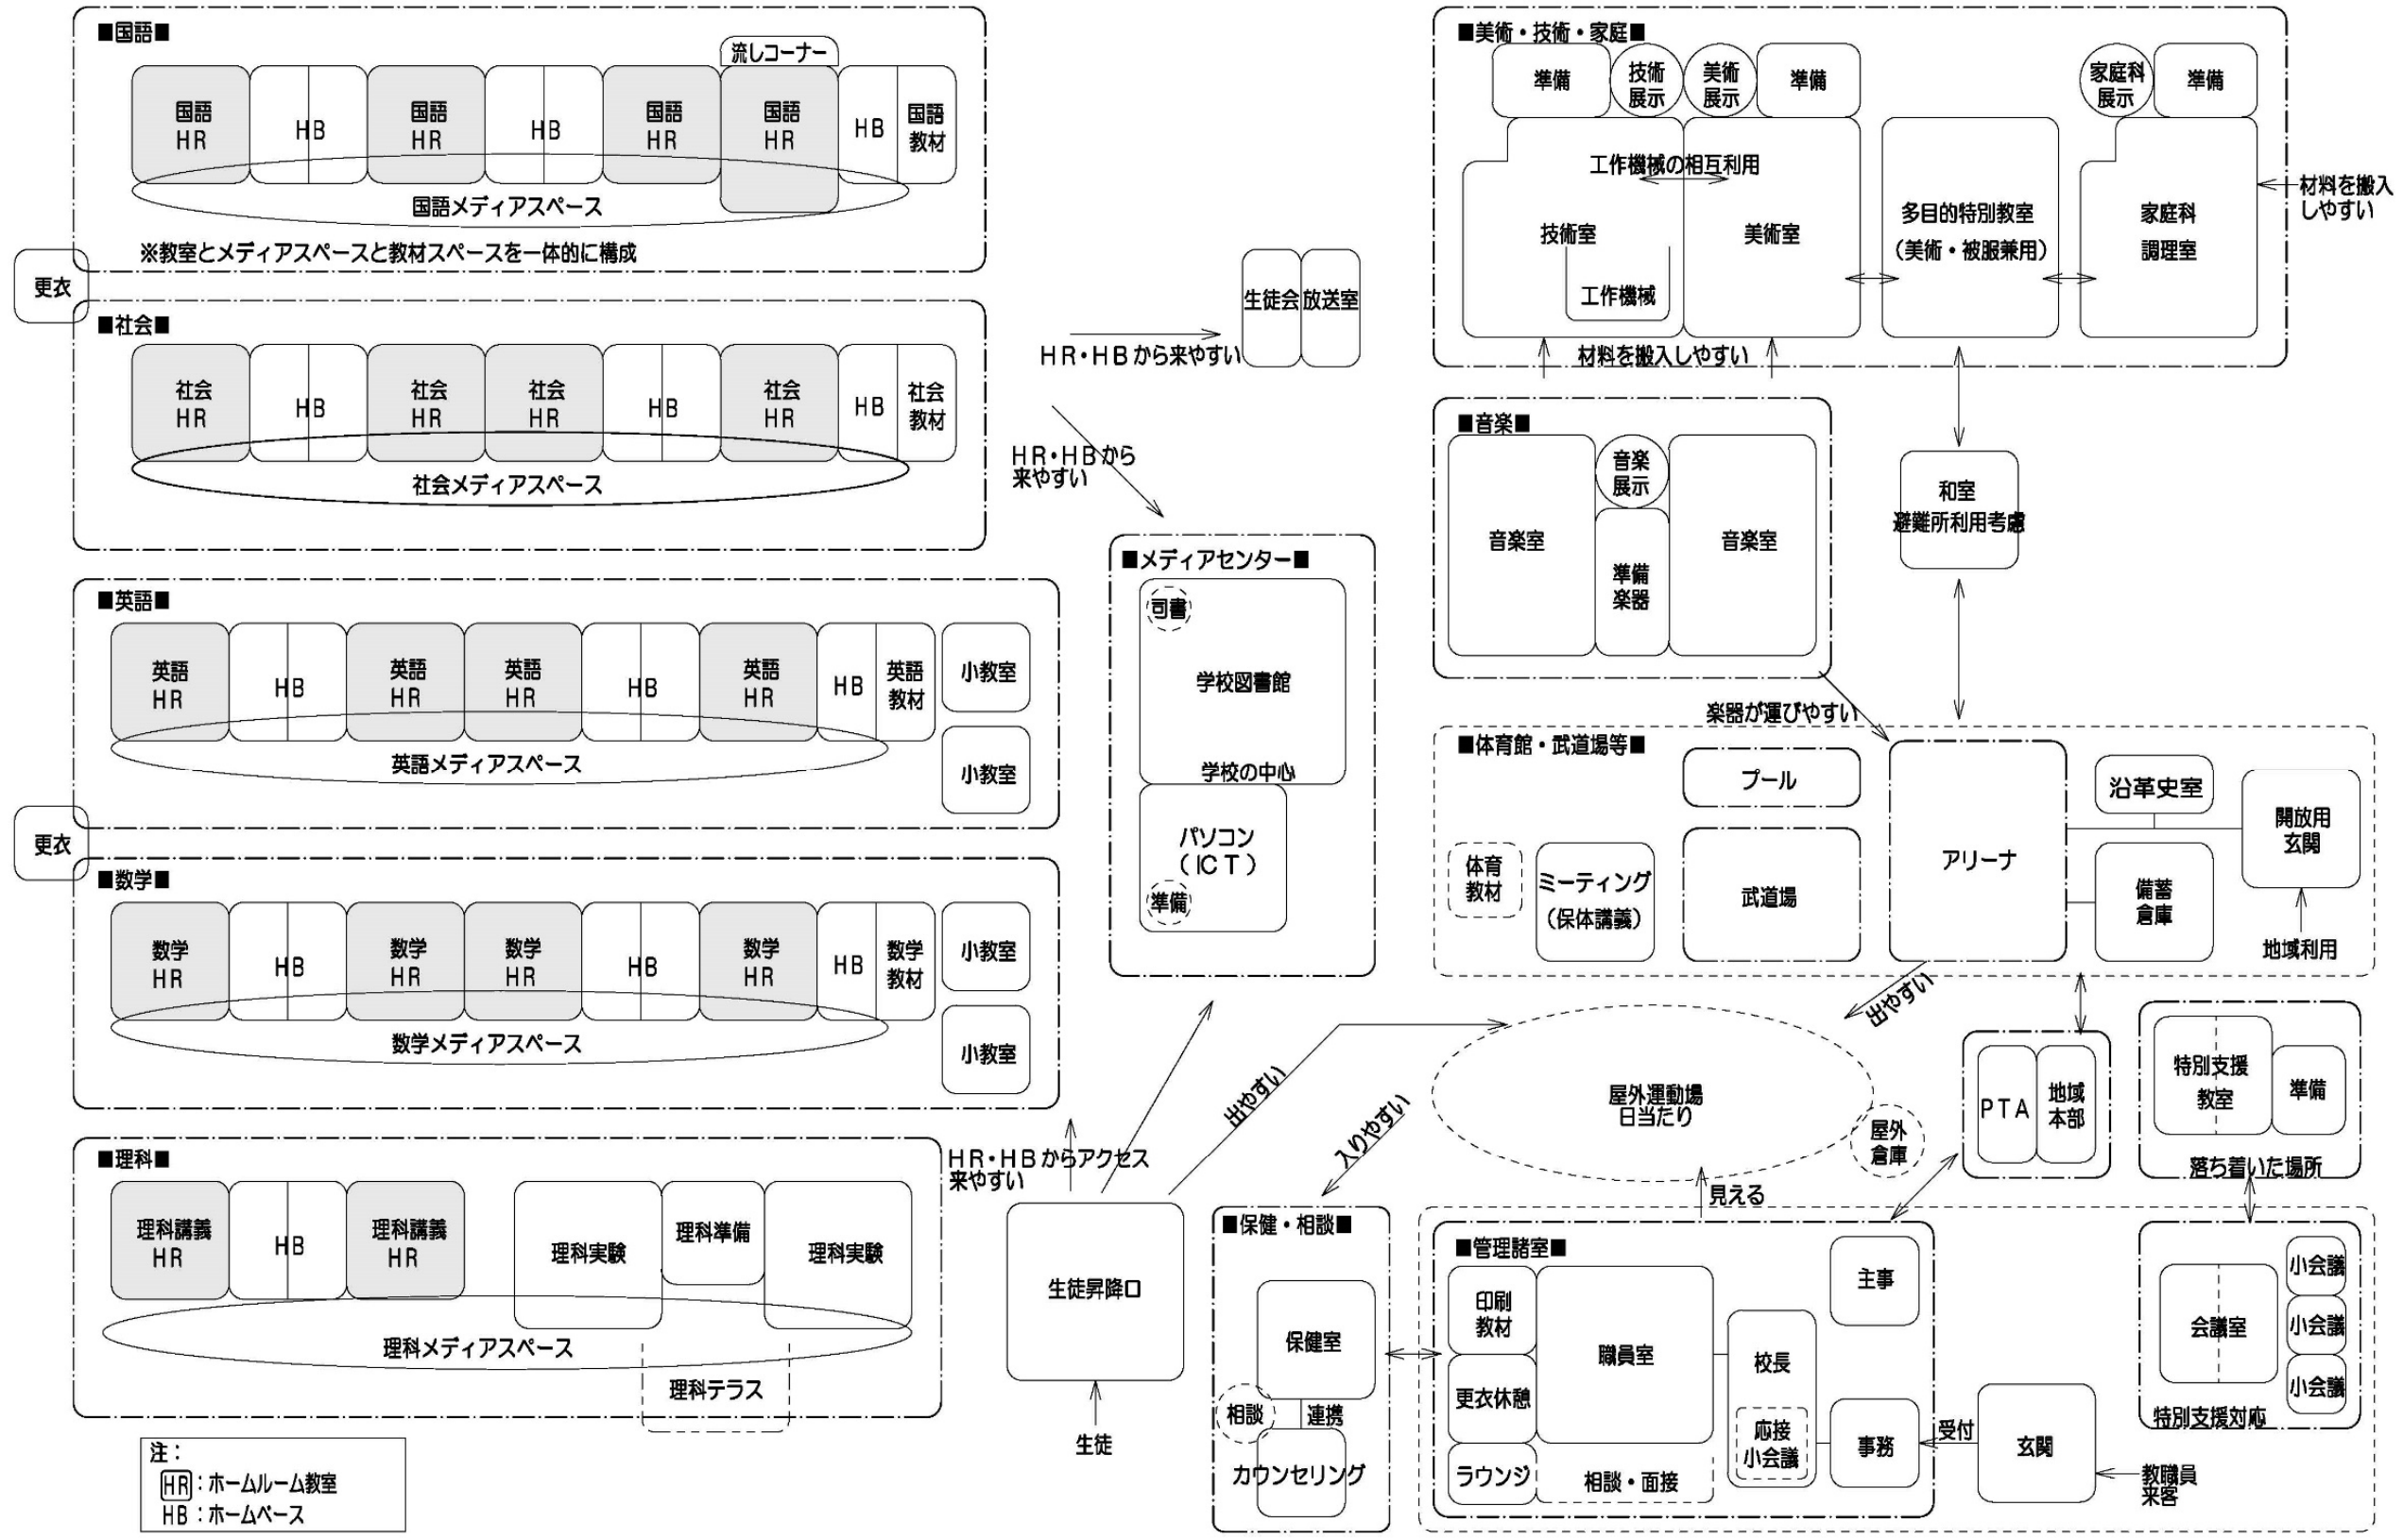 ■国語■
流しコーナー
国語
ＨＲ
ＨＢ
国語
ＨＲ
ＨＢ
国語
ＨＲ
国語
ＨＲ
ＨＢ
国語
教材
国語メディアスペース
※教室とメディアスペースと教材スペースを一体的に構成
更衣
■社会■
社会
ＨＲ
ＨＢ
社会
ＨＲ
社会
ＨＲ
ＨＢ
社会
ＨＲ
ＨＢ
社会
教材
社会メディアスペース
■英語■
英語
ＨＲ
ＨＢ
英語
ＨＲ
英語
ＨＲ
ＨＢ
英語
ＨＲ
ＨＢ
英語
教材
小教室
小教室
英語メディアスペース
更衣
■数学■
数学
ＨＲ
ＨＢ
数学
ＨＲ
数学
ＨＲ
ＨＢ
数学
ＨＲ
ＨＢ
数学
教材
小教室
小教室
数学メディアスペース
■理科■
理科講義
ＨＲ
ＨＢ
理科講義
ＨＲ
理科実験
理科準備
理科実験
理科メディアスペース
理科テラス
注：
ＨＲ：ホームルーム教室
ＨＢ：ホームベース
ＨＲ・ＨＢから来やすい
生徒会
放送室
ＨＲ・ＨＢから
来やすい
■メディアセンター■
司書
学校図書館
学校の中心
パソコン
（ＩＣＴ）
準備
ＨＲ・ＨＢからアクセス
来やすい
出やすい
入りやすい
生徒昇降口
生徒
■保健・相談■
保健室
相談
連携
カウンセリング
■美術・技術・家庭■
準備
技術
展示
美術
展示
準備
家庭科
展示
準備
工作機械の相互利用
技術室
工作機械
美術室
多目的特別教室
（美術・被服兼用）
家庭科
調理室
材料を搬入
しやすい
材料を搬入しやすい
■音楽■
音楽室
音楽
展示
準備
楽器
音楽室
和室
避難所利用考慮
楽器が運びやすい
■体育館・武道場等■
プール
体育
教材
ミーティング
（保体講義）
武道場
アリーナ
沿革史室
開放用
玄関
備蓄
倉庫
地域利用
出やすい
屋外運動場
日当たり
屋外
倉庫
ＰＴＡ
地域
本部
特別支援
教室
準備
落ち着いた場所
見える
■管理諸室■
印刷
教材
職員室
更衣休憩
ラウンジ
相談・面接
校長
応接
小会議
主事
事務
受付
玄関
教職員
来客
会議室
小会議
小会議
小会議
特別支援対応